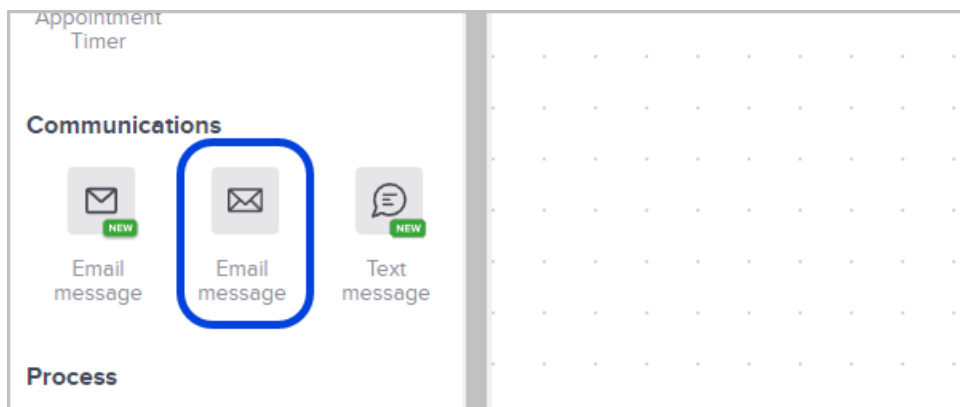 Appointment
Timer
Communications
NEW
NEW
Email
message
Email
message
Text
message
Process